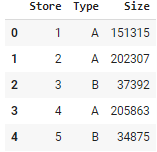 Store Type Size
0 1 A 151315
1 2 A 202307
2 3 B 37392
3 4 A 205863
4 5 B 34875